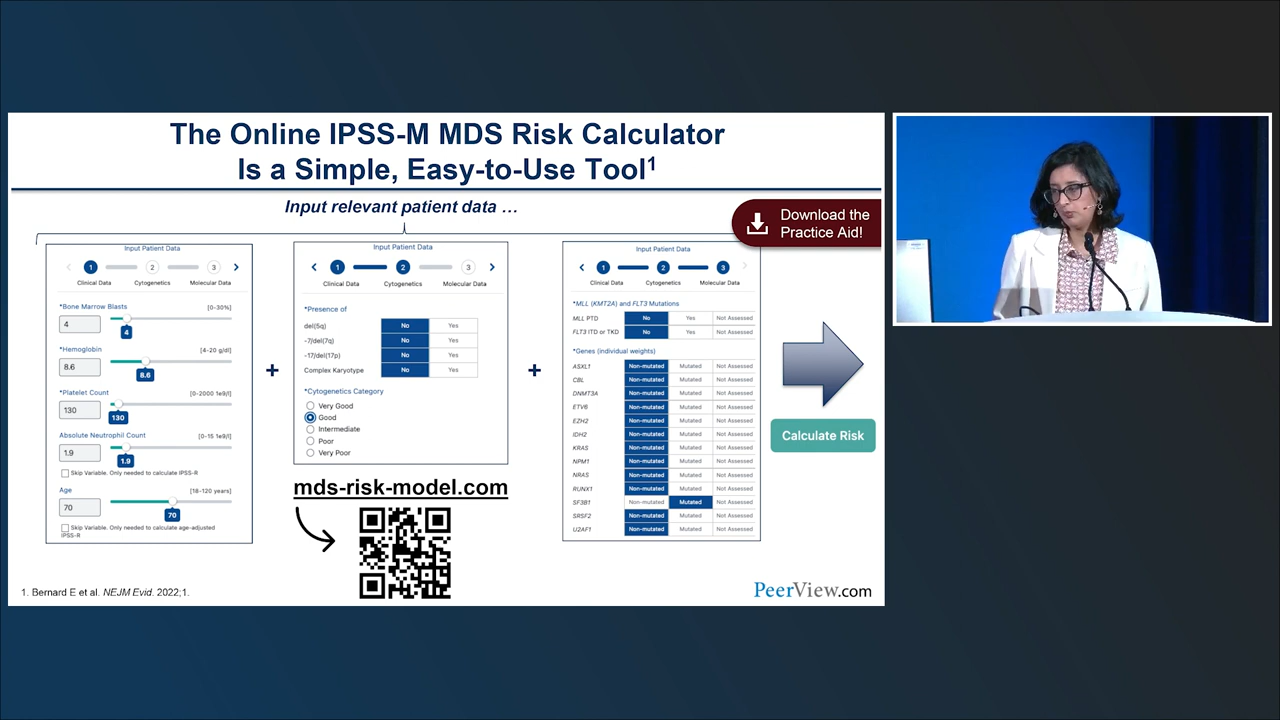 The Online IPSS-M MDS Risk Calculator
Is a Simple, Easy-to-Use Tool1
Input relevant patient data …
Download the
Practice Aid!
Input Patient Data
1 2 3
Clinical Data Cytogenetics Molecular Data
*Bone Marrow Blasts [0-30%]
4
4
*Hemoglobin [4-20 g/dl]
8.6
8.6
*Platelet Count [0-2000 1e9/l]
130
130
Absolute Neutrophil Count [0-15 1e9/l]
1.9
1.9
Skip Variable. Only needed to calculate IPSS-R
Age [18-120 years]
70
70
Skip Variable. Only needed to calculate age-adjusted
IPSS-R
+
Input Patient Data
1 2 3
Clinical Data Cytogenetics Molecular Data
*Presence of
del(5q) No Yes
-7/del(7q) No Yes
-17/del(17p) No Yes
Complex Karyotype No Yes
*Cytogenetics Category
Very Good
Good
Intermediate
Poor
Very Poor
mds-risk-model.com
+
Input Patient Data
1 2 3
Clinical Data Cytogenetics Molecular Data
*MLL (KMT2A) and FLT3 Mutations
MLL PTD No Yes Not Assessed
FLT3 ITD or TKD No Yes Not Assessed
*Genes (individual weights)
ASXL1 Non-mutated Mutated Not Assessed
CBL Non-mutated Mutated Not Assessed
DNMT3A Non-mutated Mutated Not Assessed
ETV6 Non-mutated Mutated Not Assessed
EZH2 Non-mutated Mutated Not Assessed
IDH2 Non-mutated Mutated Not Assessed
KRAS Non-mutated Mutated Not Assessed
NPM1 Non-mutated Mutated Not Assessed
NRAS Non-mutated Mutated Not Assessed
RUNX1 Non-mutated Mutated Not Assessed
SF3B1 Non-mutated Mutated Not Assessed
SRSF2 Non-mutated Mutated Not Assessed
U2AF1 Non-mutated Mutated Not Assessed
Calculate Risk
1. Bernard E et al. NEJM Evid. 2022;1.
PeerView.com